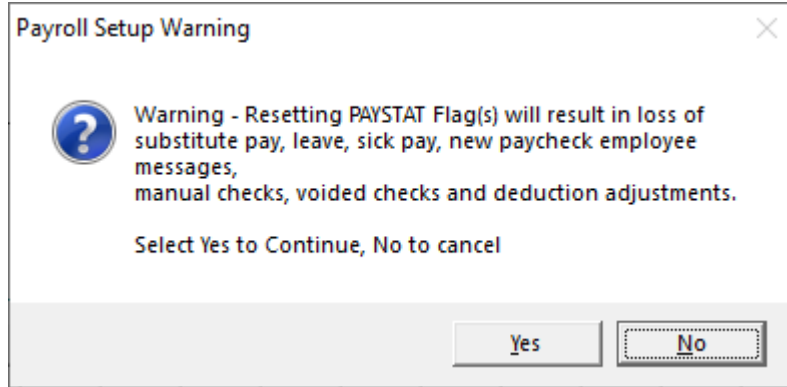 Payroll Setup Warning
Warning - Resetting PAYSTAT Flag(s) will result in loss of
substitute pay, leave, sick pay, new paycheck employee
messages,
manual checks, voided checks and deduction adjustments.
Select Yes to Continue, No to cancel
Yes
No